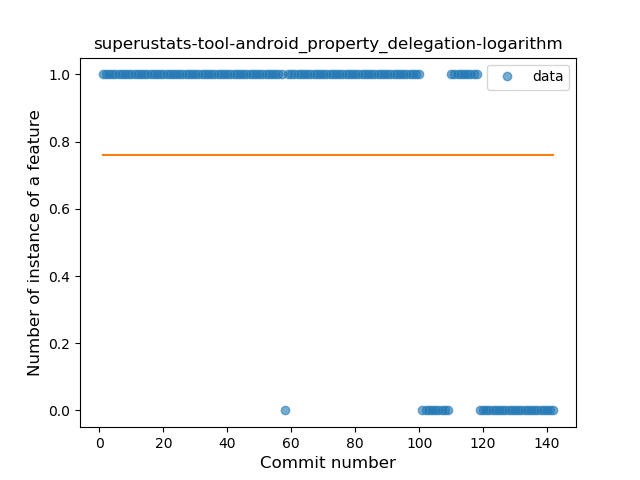 superustats-tool-android_property_delegation-logarithm
Number of instance of a feature
1.0
0.8
0.6
0.4
0.2
0.0
data
0 20 40 60 80 100 120 140
Commit number